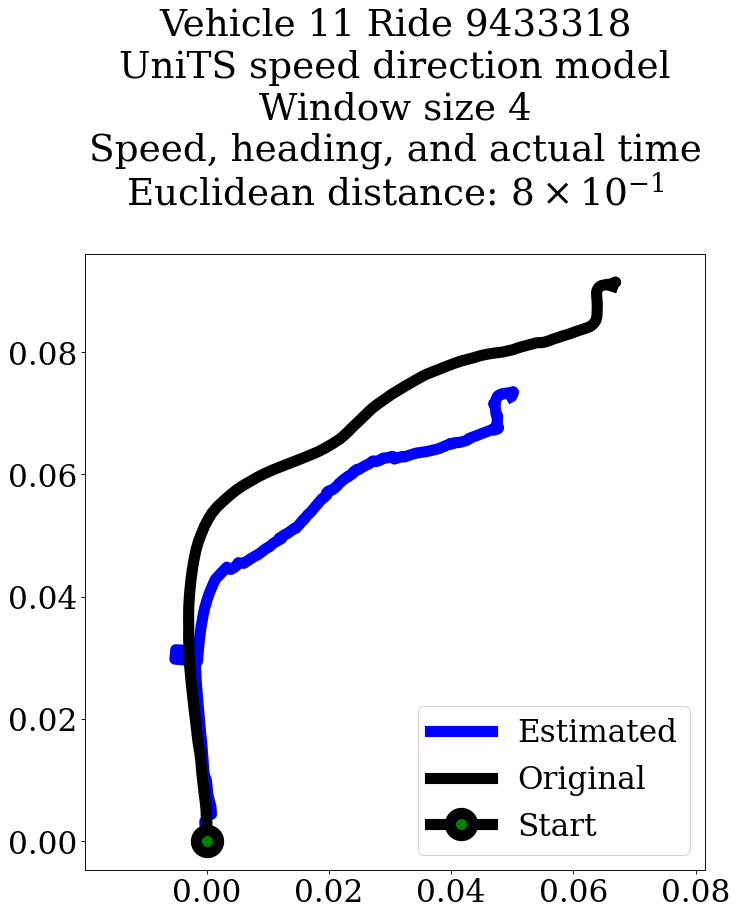 Vehicle 11 Ride 9433318
UniTS speed direction model
Window size 4
Speed, heading, and actual time
Euclidean distance: 8 × 10⁻¹
0.08
0.06
0.04
0.02
0.00
Estimated
Original
Start
0.00 0.02 0.04 0.06 0.08